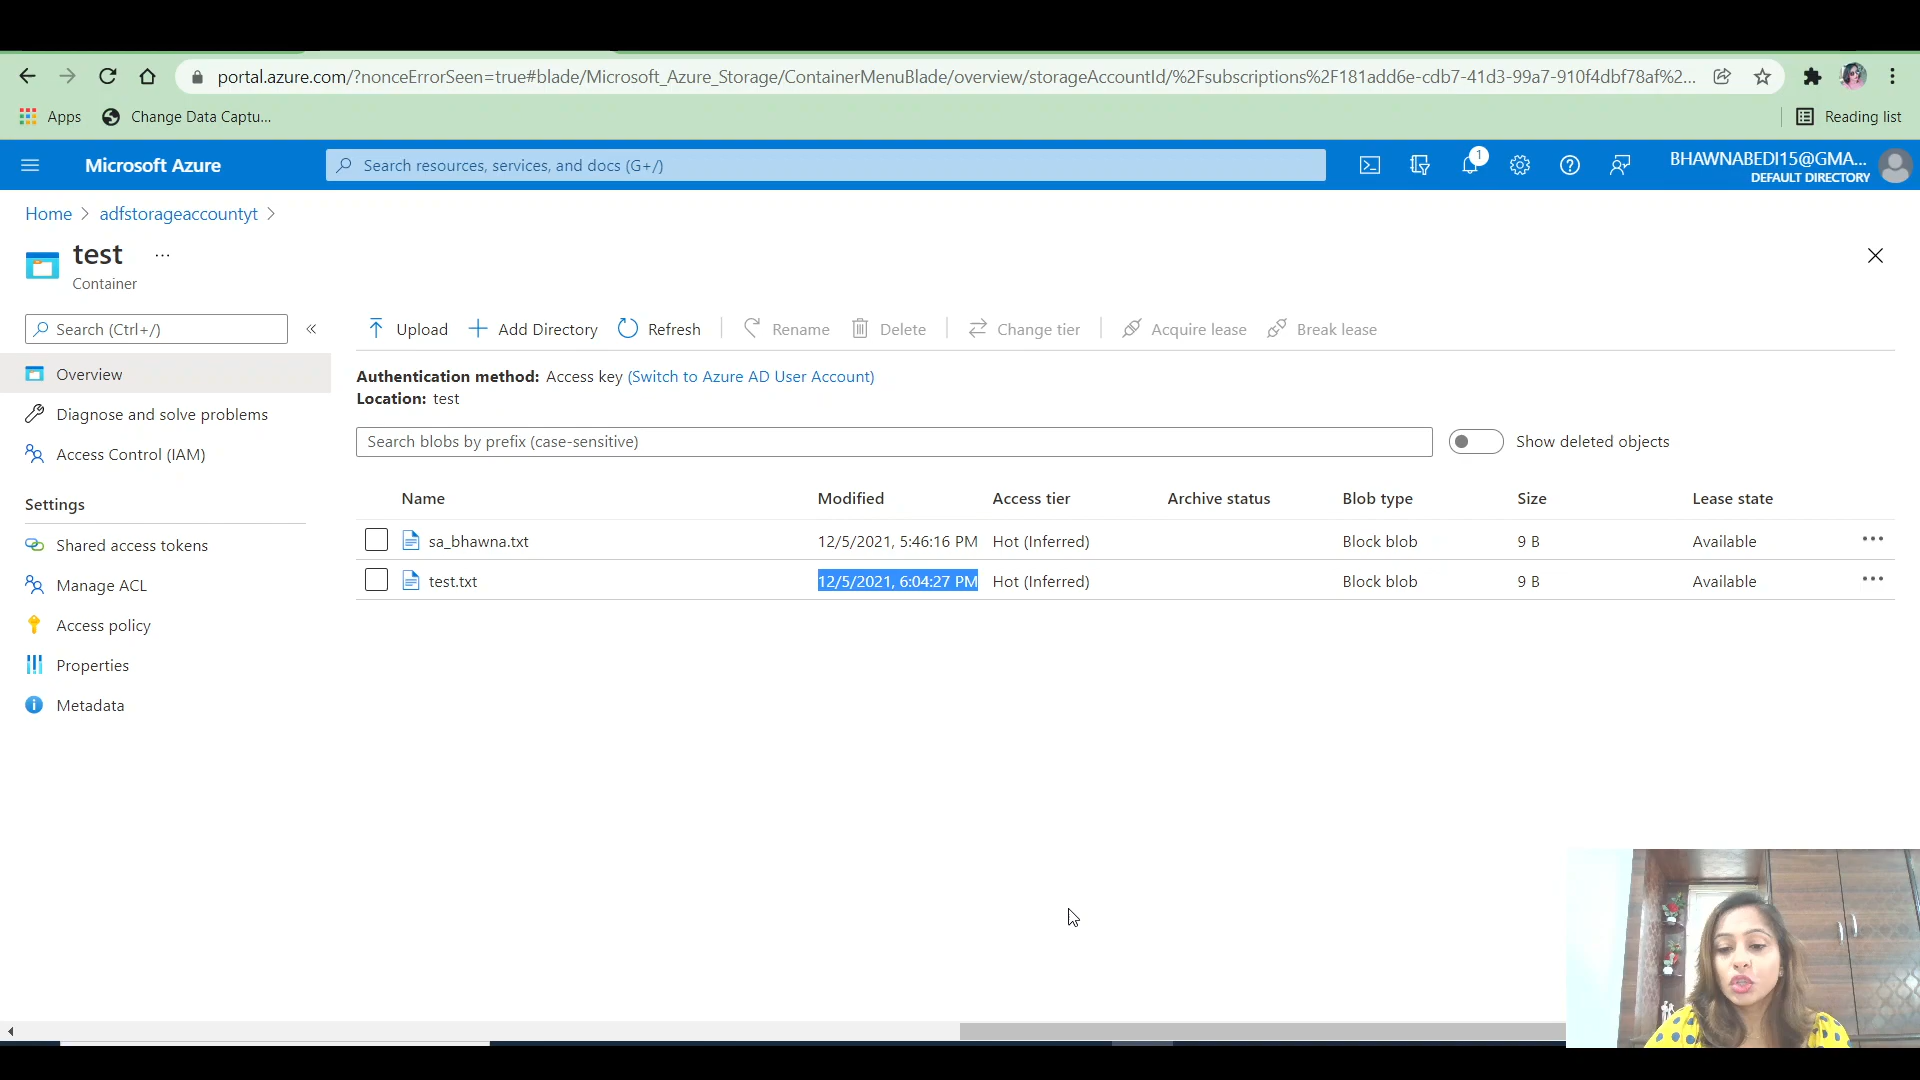 portal.azure.com/?nonceErrorSeen=true#blade/Microsoft_Azure_Storage/ContainerMenuBlade/overview/storageAccountId/%2Fsubscriptions%2F181add6e-cdb7-41d3-99a7-910f4dbf78af%2...
Apps Change Data Captu... Reading list
Microsoft Azure Search resources, services, and docs (G+/) 1 BHAWNABEDI15@GMA...
DEFAULT DIRECTORY
Home > adfstorageaccountyt >
test ...
Container
Search (Ctrl+/) «
Upload Add Directory Refresh Rename Delete Change tier Acquire lease Break lease
Overview
Diagnose and solve problems
Access Control (IAM)
Settings
Shared access tokens
Manage ACL
Access policy
Properties
Metadata
Authentication method: Access key (Switch to Azure AD User Account)
Location: test
Search blobs by prefix (case-sensitive) Show deleted objects
Name Modified Access tier Archive status Blob type Size Lease state
sa_bhawna.txt 12/5/2021, 5:46:16 PM Hot (Inferred) Block blob 9 B Available ...
test.txt 12/5/2021, 6:04:27 PM Hot (Inferred) Block blob 9 B Available ...